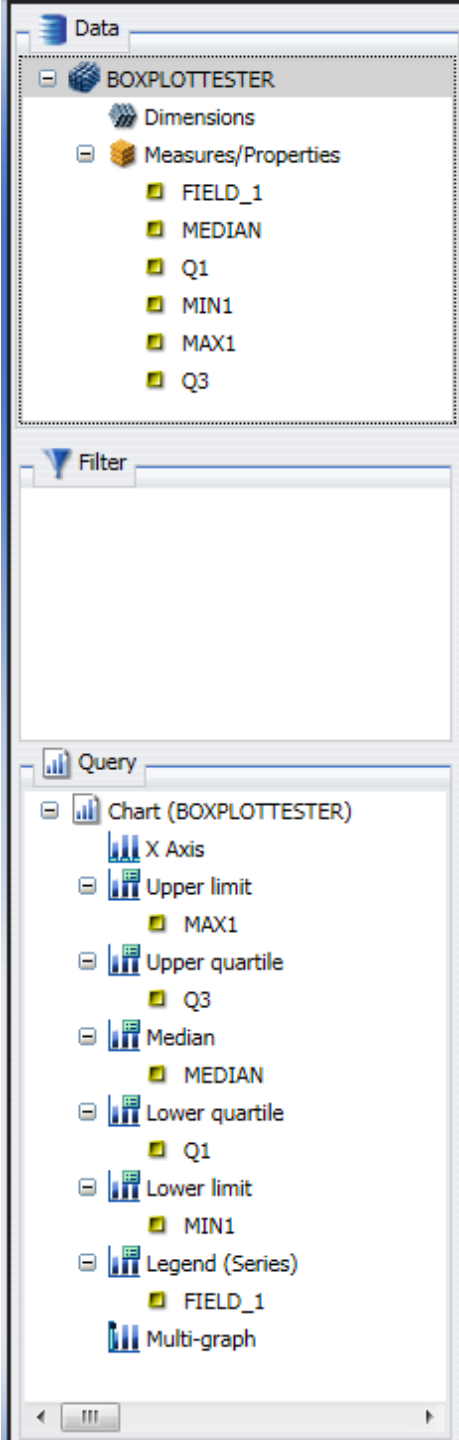 Data
BOXPLOTTESTER
Dimensions
Measures/Properties
FIELD_1
MEDIAN
Q1
MIN1
MAX1
Q3
Filter
Query
Chart (BOXPLOTTESTER)
X Axis
Upper limit
MAX1
Upper quartile
Q3
Median
MEDIAN
Lower quartile
Q1
Lower limit
MIN1
Legend (Series)
FIELD_1
Multi-graph